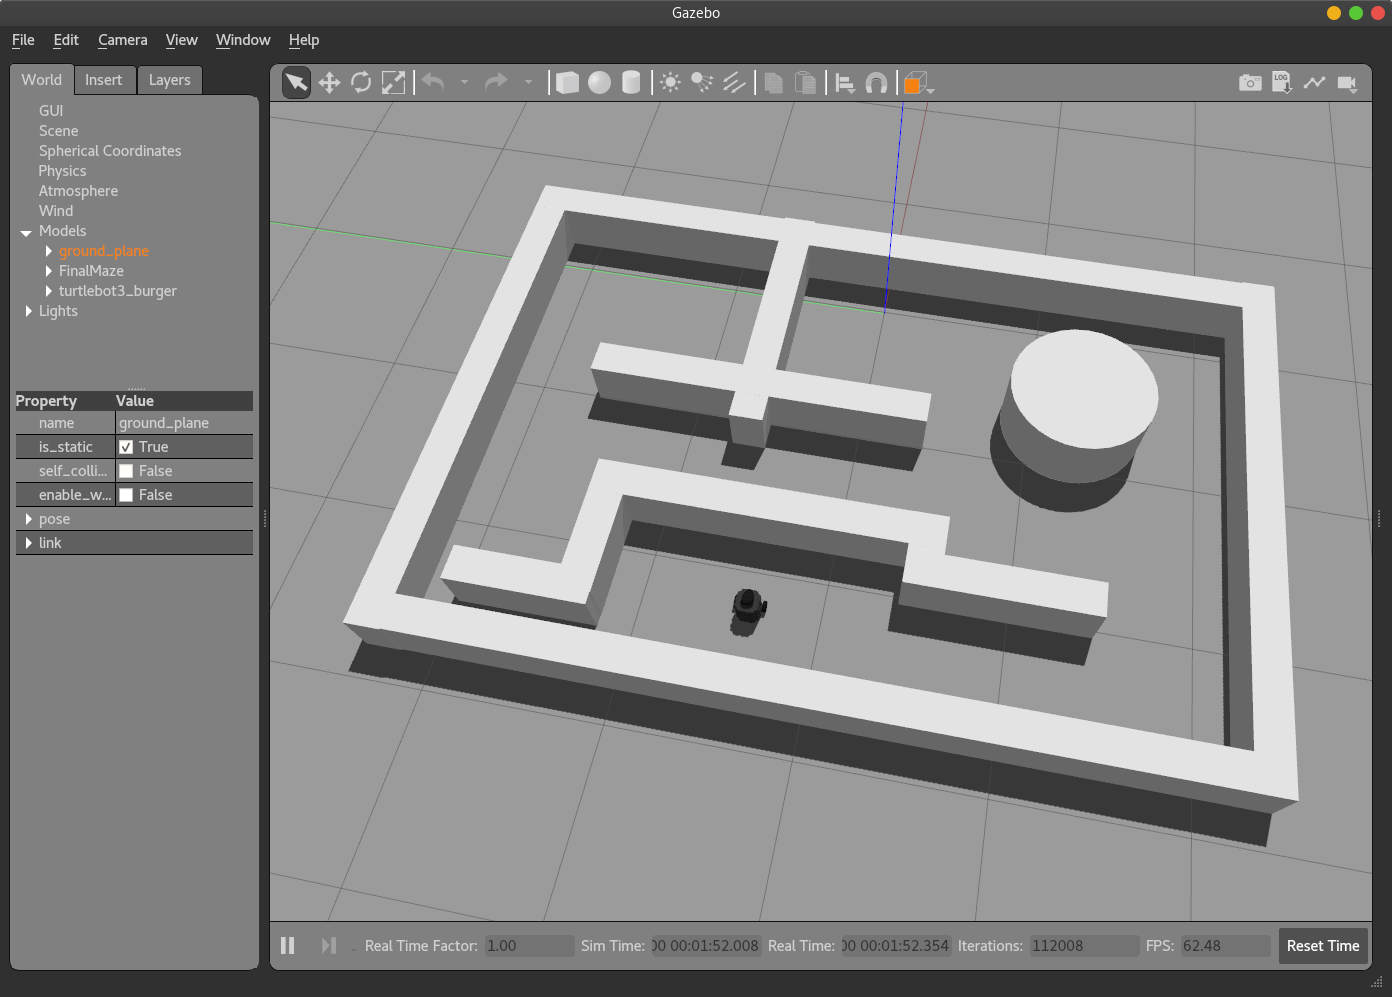 Gazebo
File Edit Camera View Window Help
World Insert Layers
LOG
GUI
Scene
Spherical Coordinates
Physics
Atmosphere
Wind
Models
ground_plane
FinalMaze
turtlebot3_burger
Lights
Property Value
name ground_plane
is_static True
self_colli... False
enable_w... False
pose
link
Real Time Factor: 1.00 Sim Time: 00 00:01:52.008 Real Time: 00 00:01:52.354 Iterations: 112008 FPS: 62.48 Reset Time